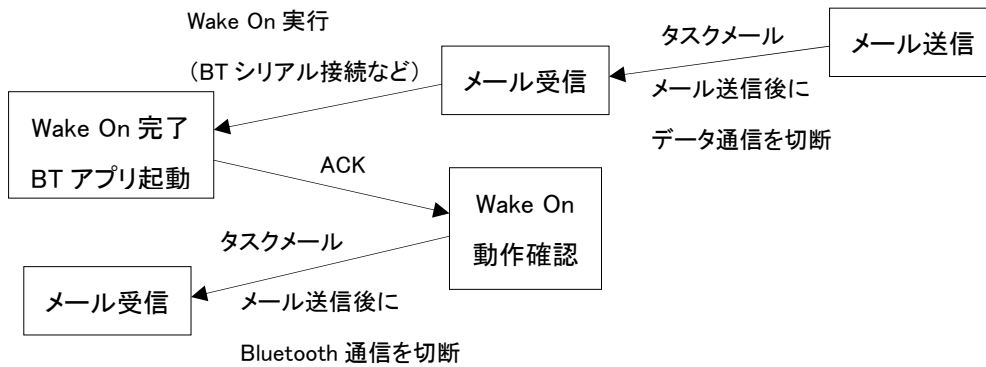 Wake On 実行
(BT シリアル接続など)
タスクメール
メール送信
メール受信
メール送信後に
データ通信を切断
Wake On 完了
BT アプリ起動
ACK
Wake On
動作確認
タスクメール
メール受信
メール送信後に
Bluetooth 通信を切断